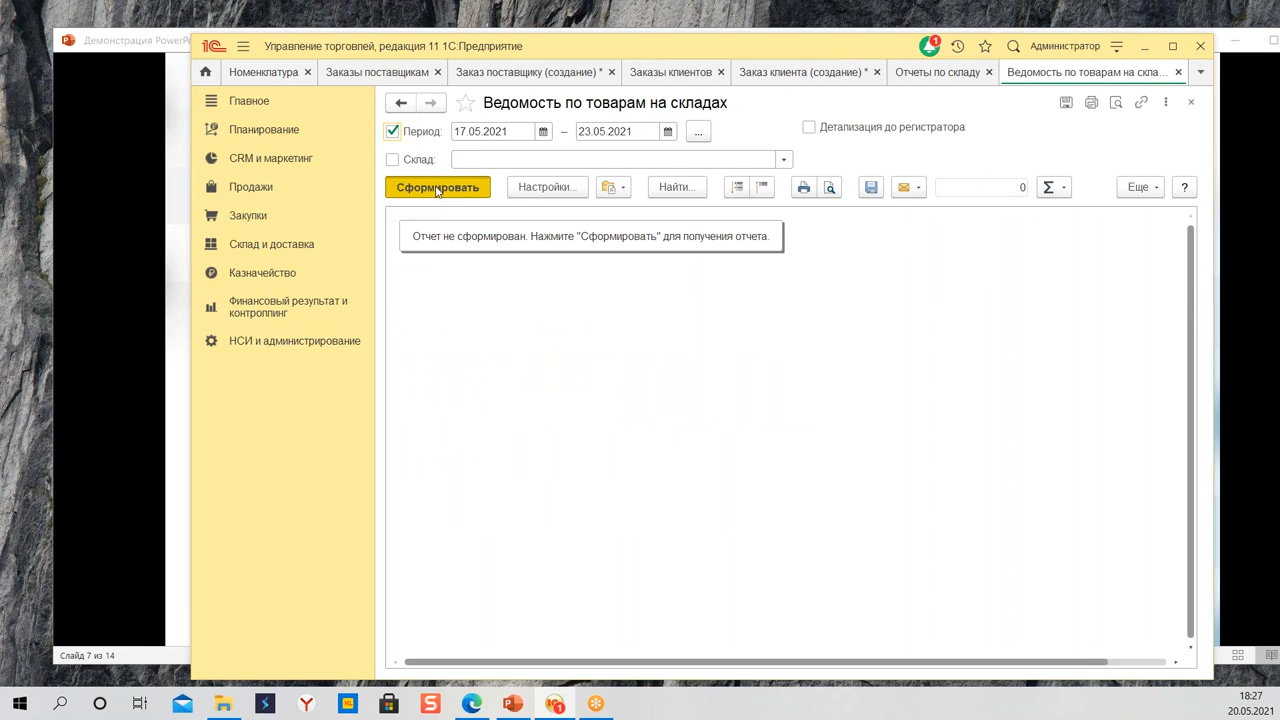 Демонстрация PowerPo
1С Управление торговлей, редакция 11 1С:Предприятие
1
Администратор
Номенклатура ×
Заказы поставщикам ×
Заказ поставщику (создание) * ×
Заказы клиентов ×
Заказ клиента (создание) * ×
Отчеты по складу ×
Ведомость по товарам на скла... ×
Главное
Планирование
CRM и маркетинг
Продажи
Закупки
Склад и доставка
Казначейство
Финансовый результат и
контроллинг
НСИ и администрирование
Ведомость по товарам на складах
Период: 17.05.2021 – 23.05.2021 ...
Детализация до регистратора
Склад:
Сформировать
Настройки...
Найти...
0
Σ
Еще
?
Отчет не сформирован. Нажмите "Сформировать" для получения отчета.
Слайд 7 из 14
18:27
20.05.2021